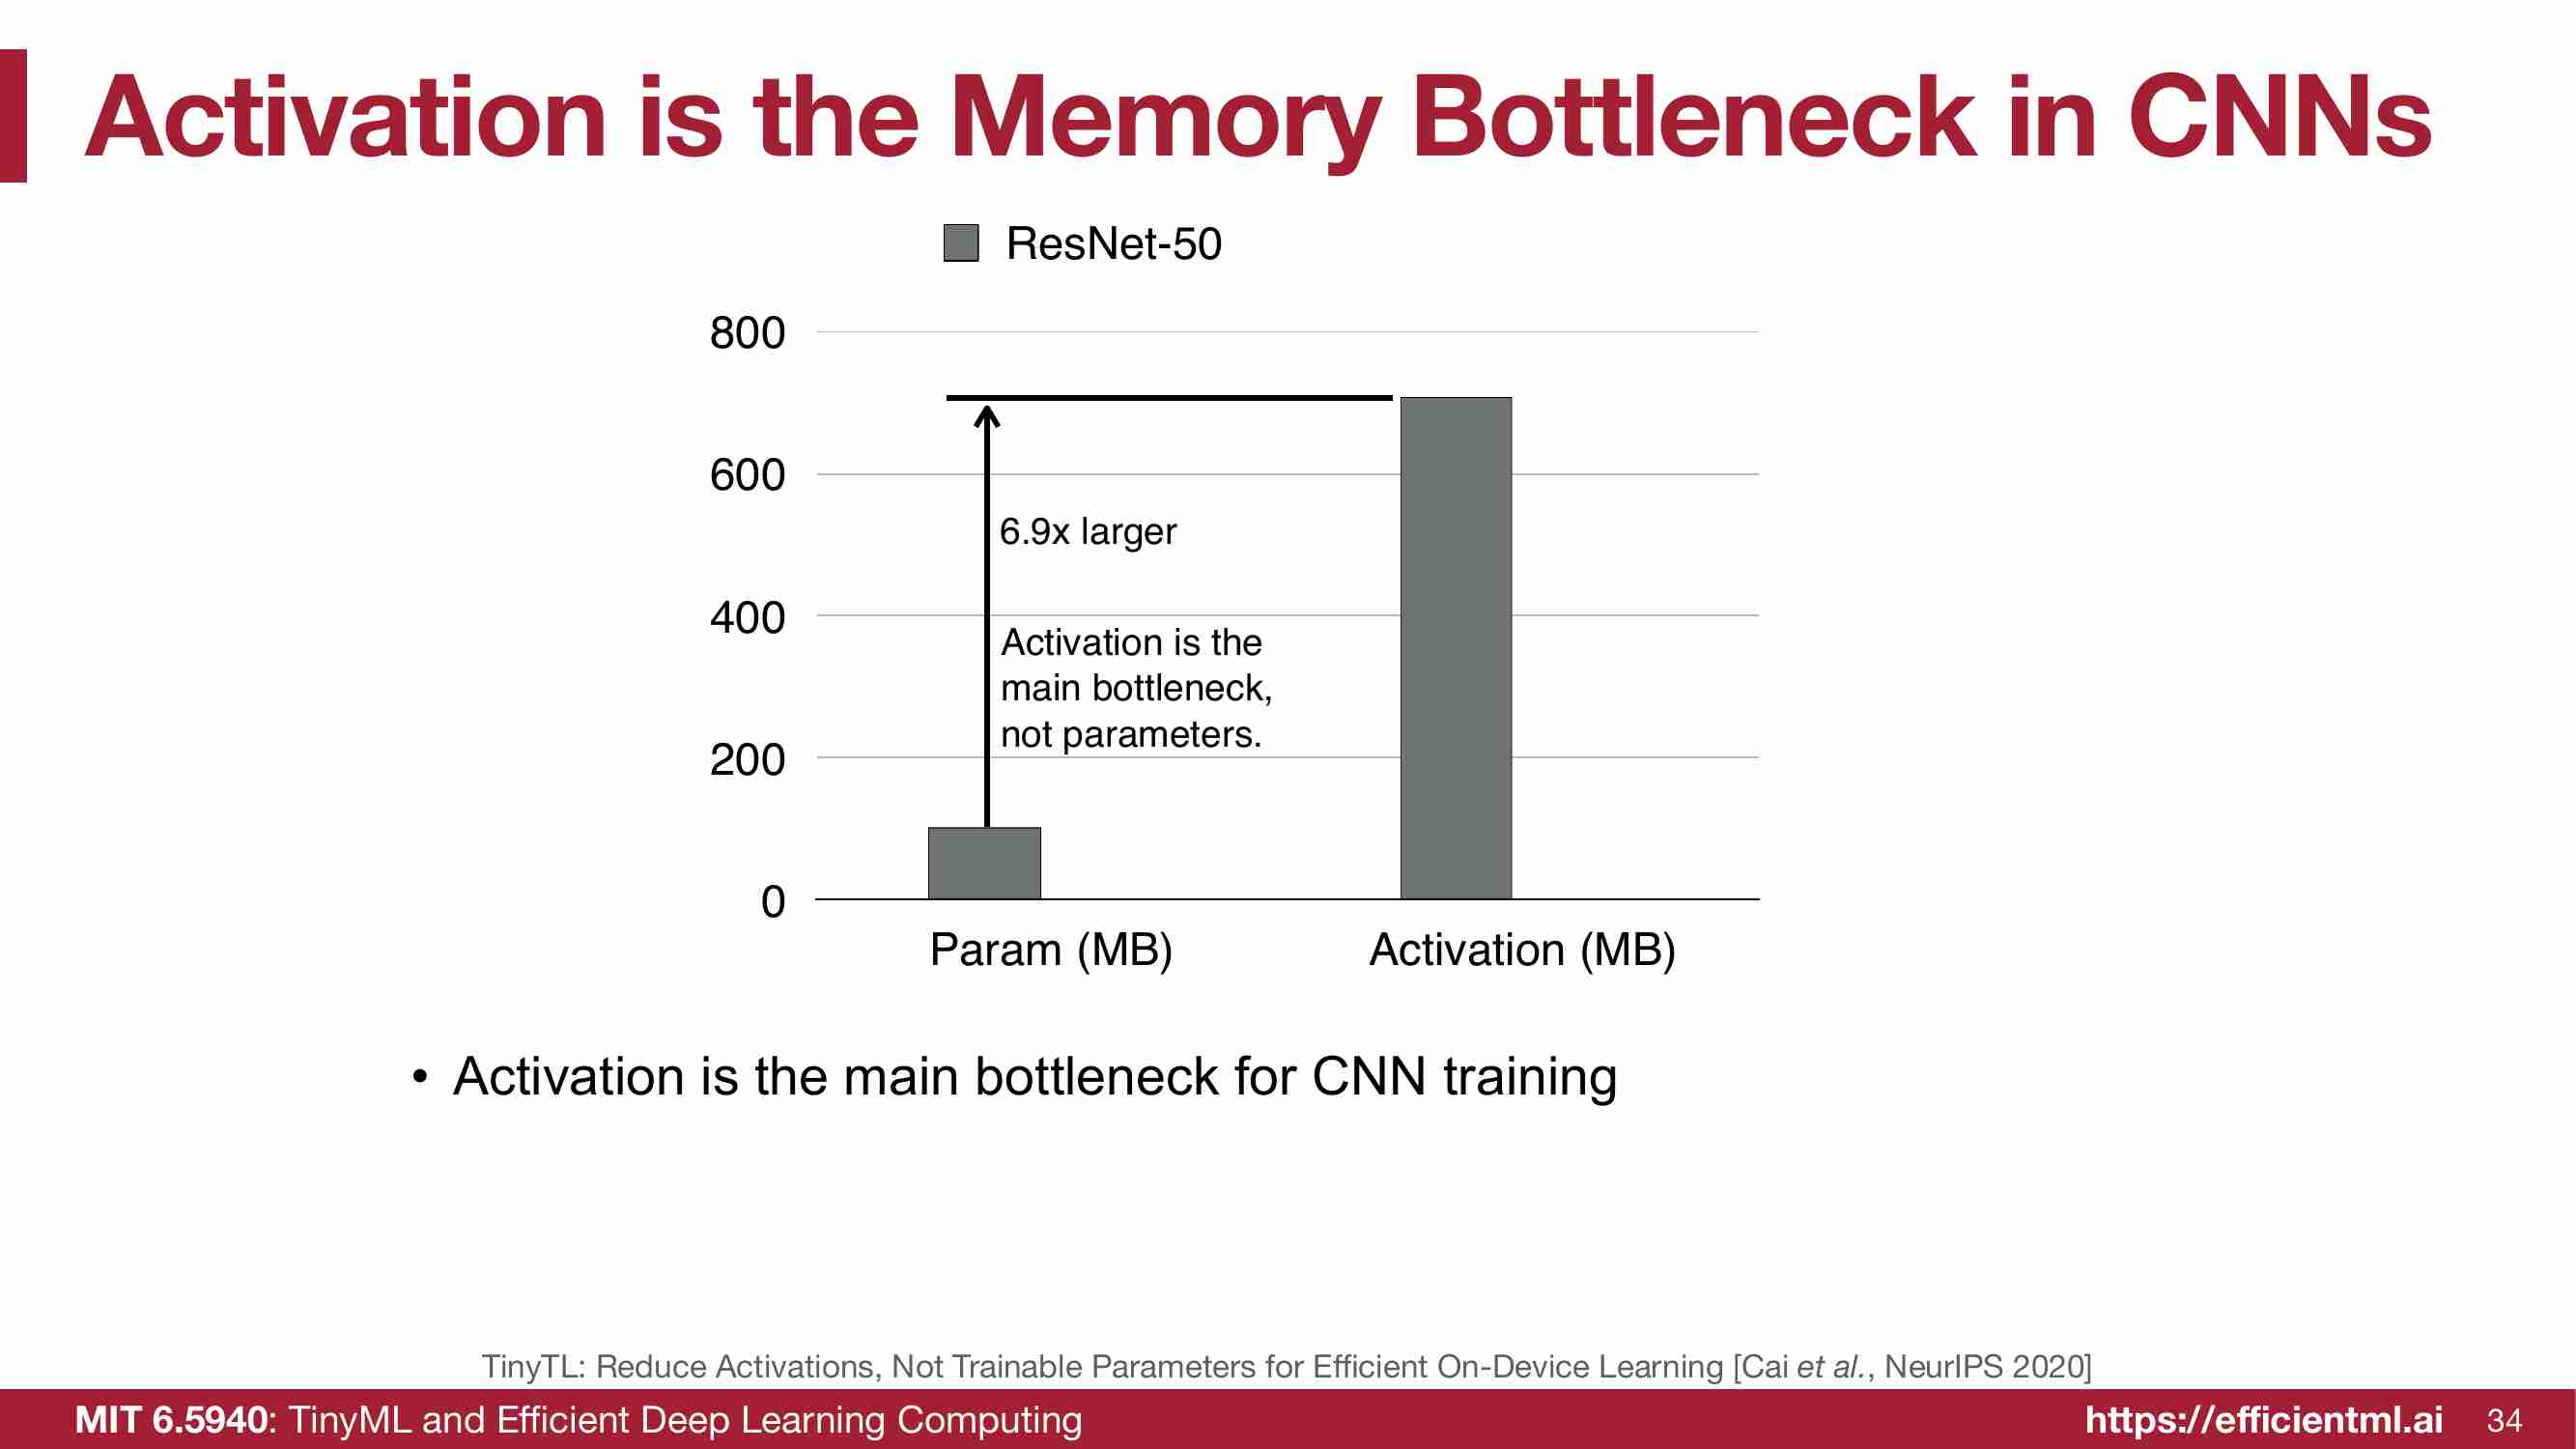 Activation is the Memory Bottleneck in CNNs
ResNet-50
800
600
400
200
0
6.9x larger
Activation is the
main bottleneck,
not parameters.
Param (MB)
Activation (MB)
• Activation is the main bottleneck for CNN training
TinyTL: Reduce Activations, Not Trainable Parameters for Efficient On-Device Learning [Cai et al., NeurIPS 2020]
MIT 6.5940: TinyML and Efficient Deep Learning Computing
https://efficientml.ai
34